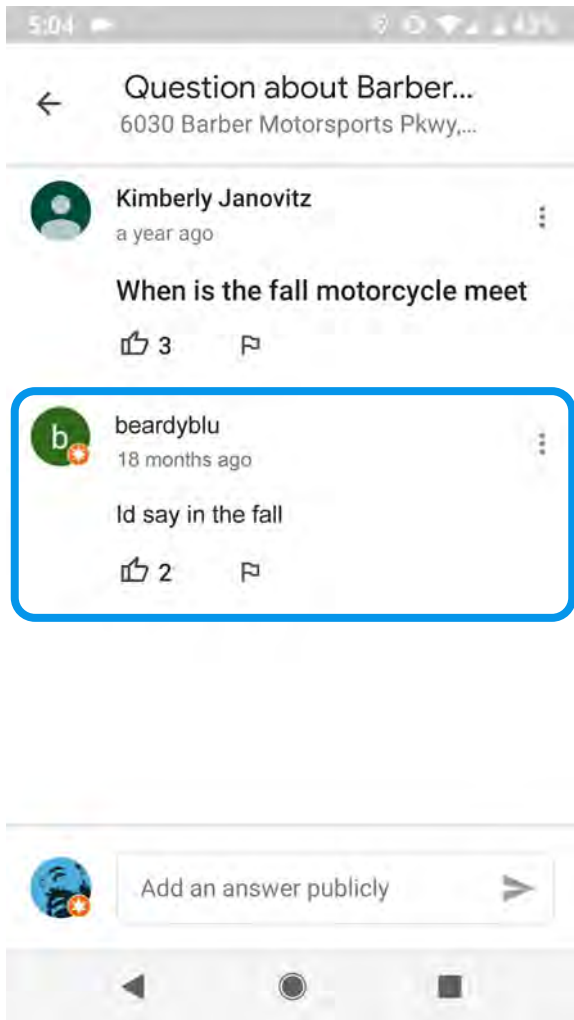 5:04
43%
Question about Barber...
6030 Barber Motorsports Pkwy,...
Kimberly Janovitz
a year ago
When is the fall motorcycle meet
3
b
beardyblu
18 months ago
Id say in the fall
2
Add an answer publicly